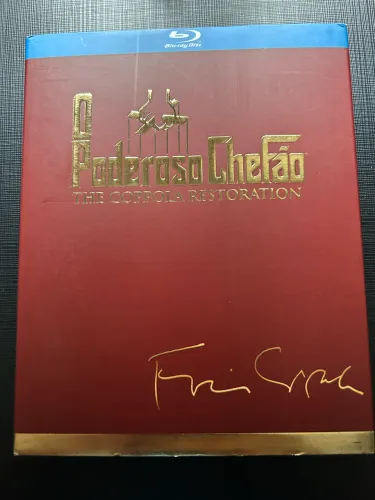 Blu-ray Disc
O
Poderoso Chefão
THE COPPOLA RESTORATION